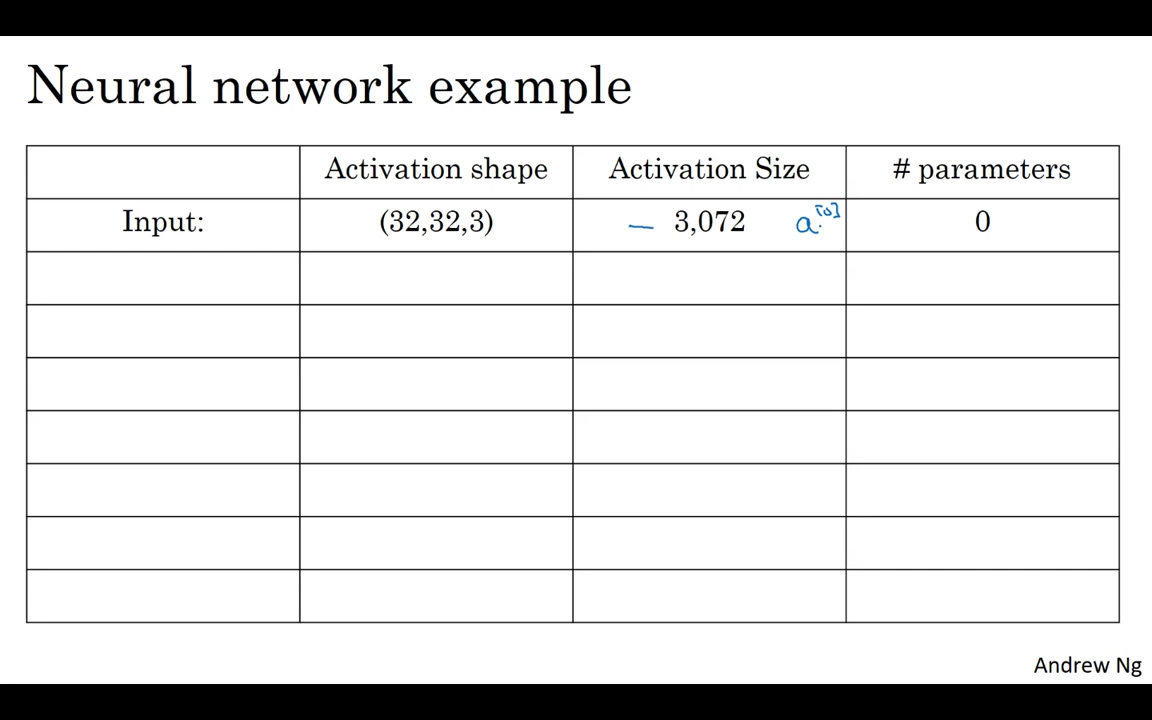 Neural network example
Activation shape Activation Size # parameters
Input: (32,32,3) — 3,072 a^[0] 0
Andrew Ng